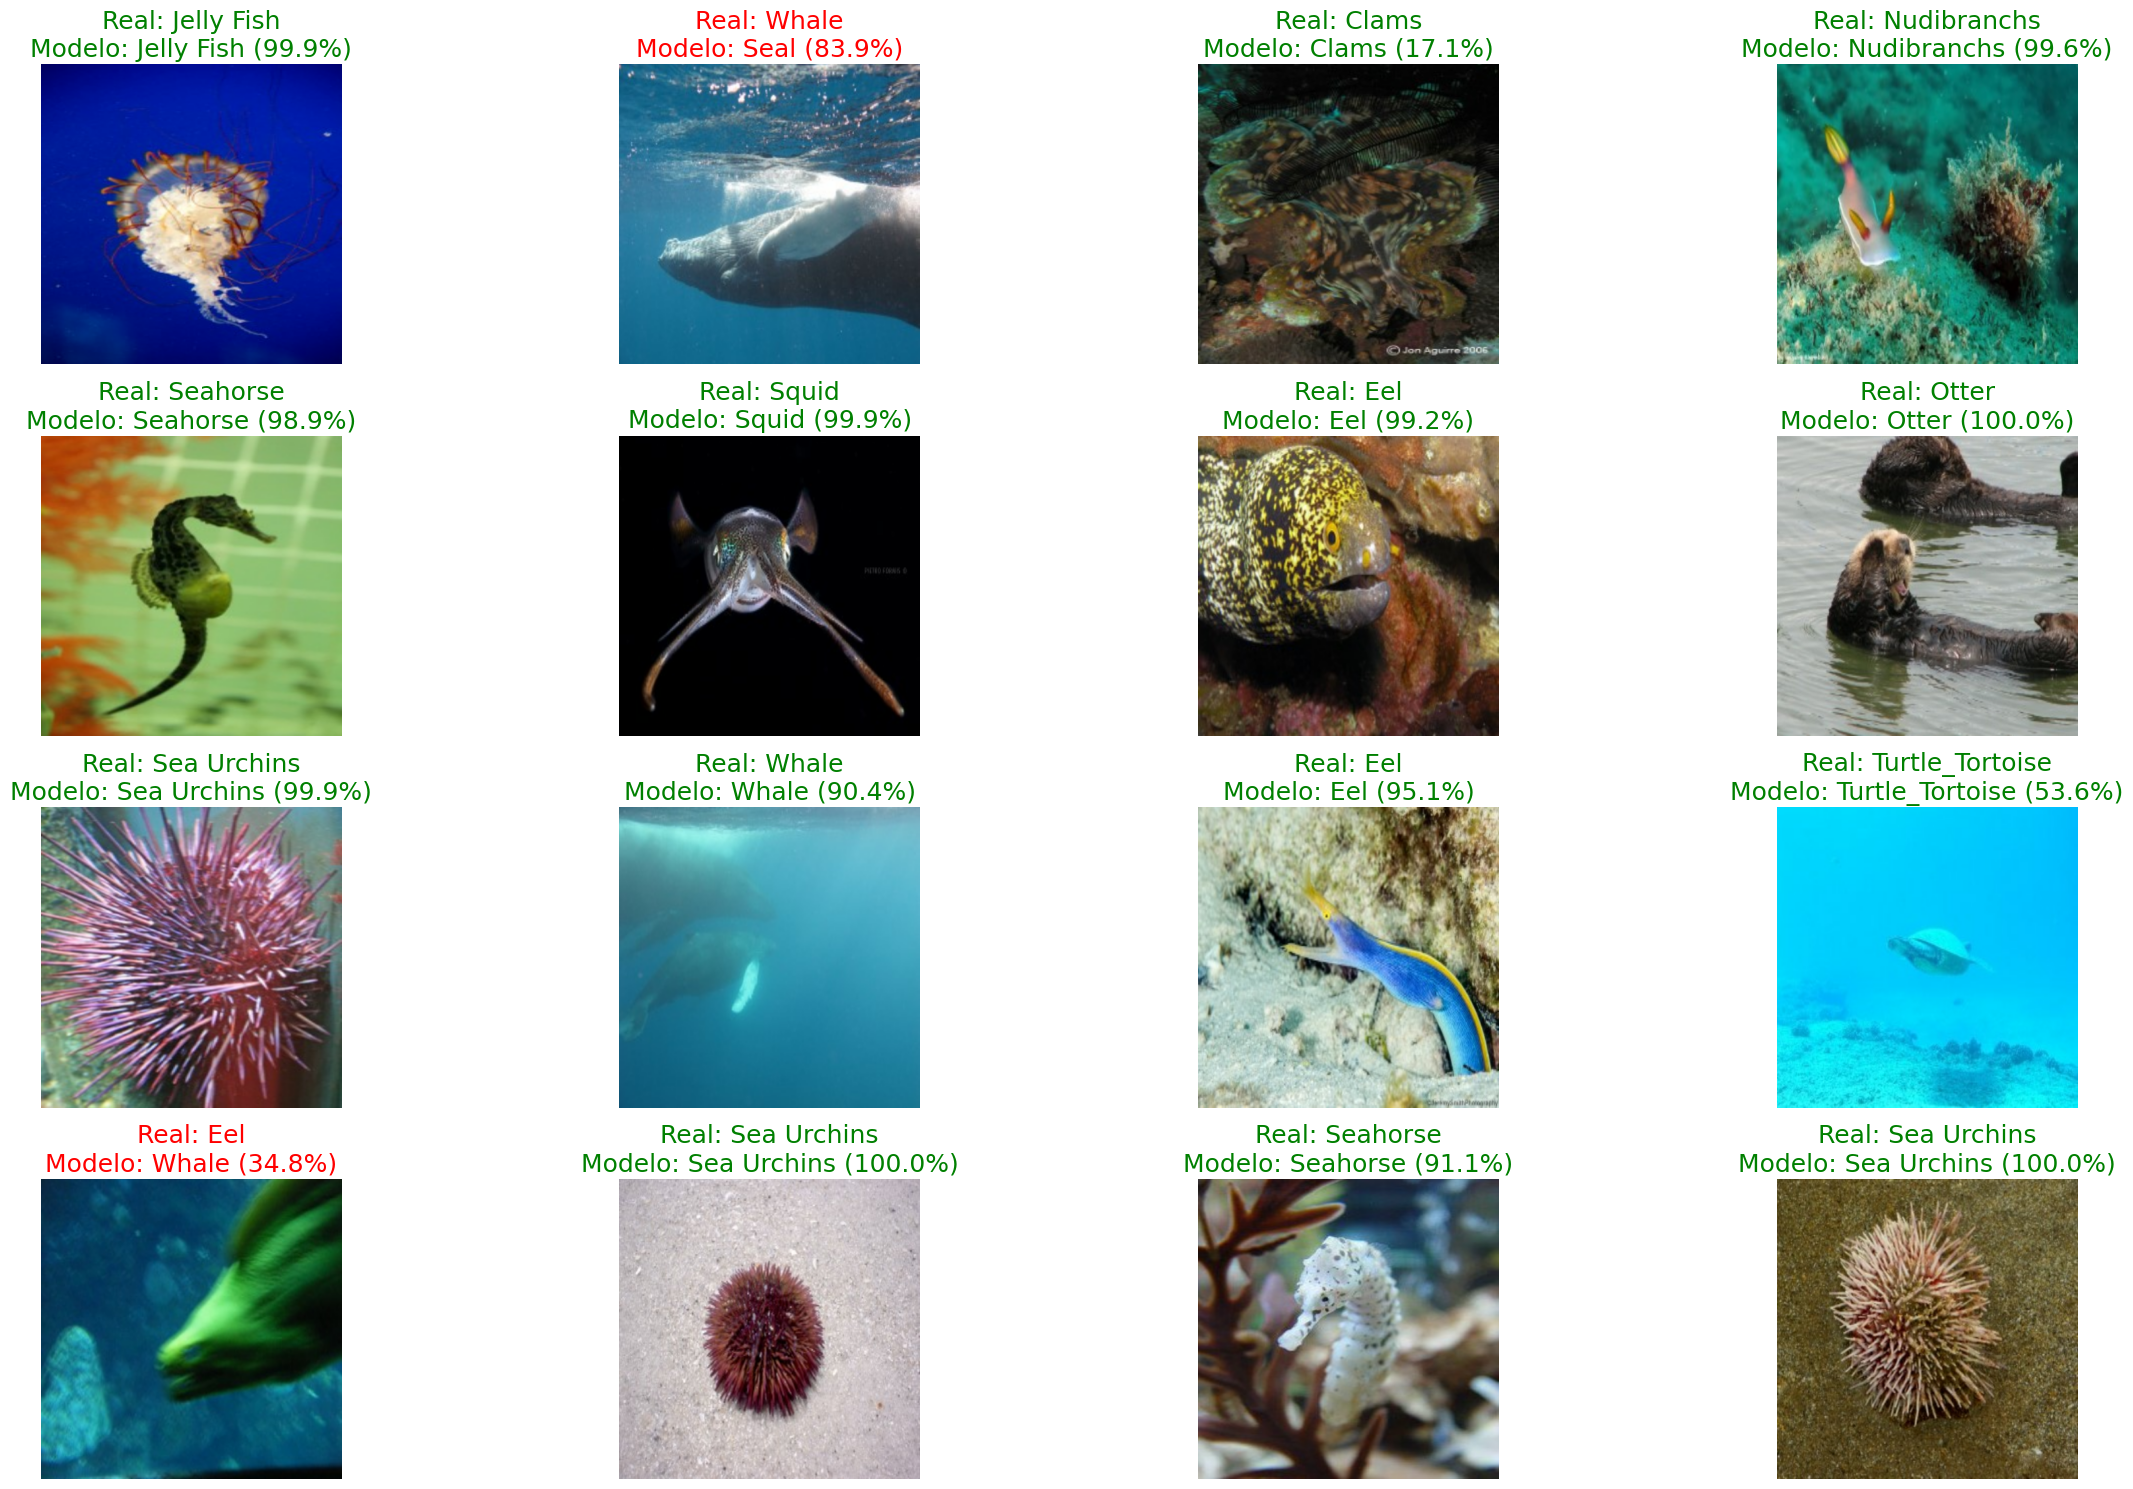 Real: Jelly Fish
Modelo: Jelly Fish (99.9%)
Real: Whale
Modelo: Seal (83.9%)
Real: Clams
Modelo: Clams (17.1%)
© Jon Aguirre 2006
Real: Nudibranchs
Modelo: Nudibranchs (99.6%)
Real: Seahorse
Modelo: Seahorse (98.9%)
Real: Squid
Modelo: Squid (99.9%)
Real: Eel
Modelo: Eel (99.2%)
Real: Otter
Modelo: Otter (100.0%)
Real: Sea Urchins
Modelo: Sea Urchins (99.9%)
Real: Whale
Modelo: Whale (90.4%)
Real: Eel
Modelo: Eel (95.1%)
Real: Turtle_Tortoise
Modelo: Turtle_Tortoise (53.6%)
Real: Eel
Modelo: Whale (34.8%)
Real: Sea Urchins
Modelo: Sea Urchins (100.0%)
Real: Seahorse
Modelo: Seahorse (91.1%)
Real: Sea Urchins
Modelo: Sea Urchins (100.0%)